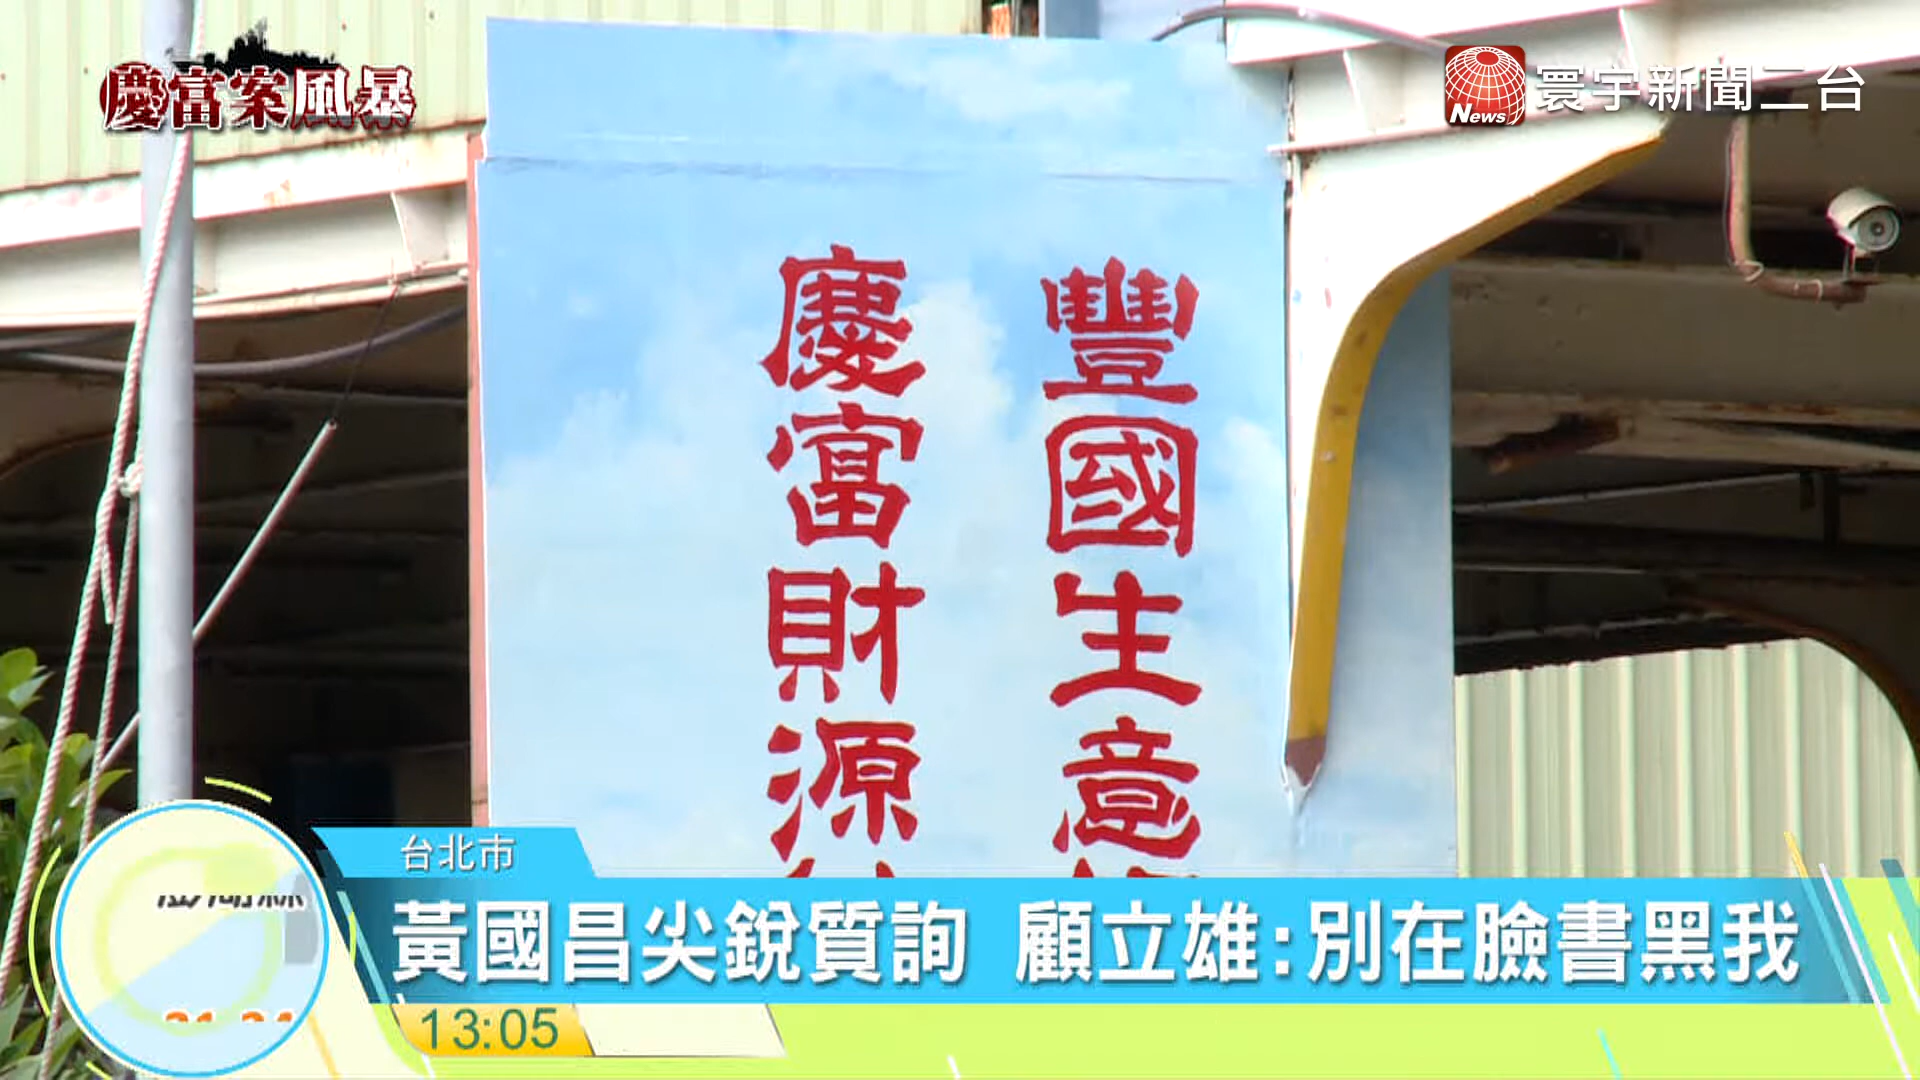 慶富案風暴
News 寰宇新聞二台
豐國生意
慶富財源
台北市
黃國昌尖銳質詢 顧立雄:別在臉書黑我
13:05